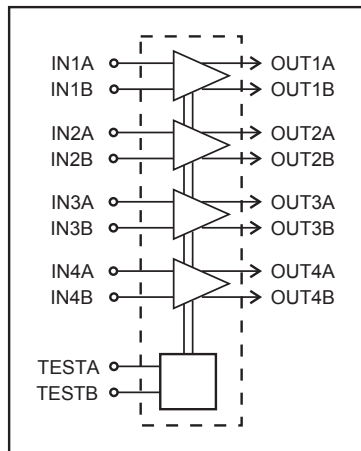 IN1A OUT1A
IN1B OUT1B
IN2A OUT2A
IN2B OUT2B
IN3A OUT3A
IN3B OUT3B
IN4A OUT4A
IN4B OUT4B
TESTA
TESTB